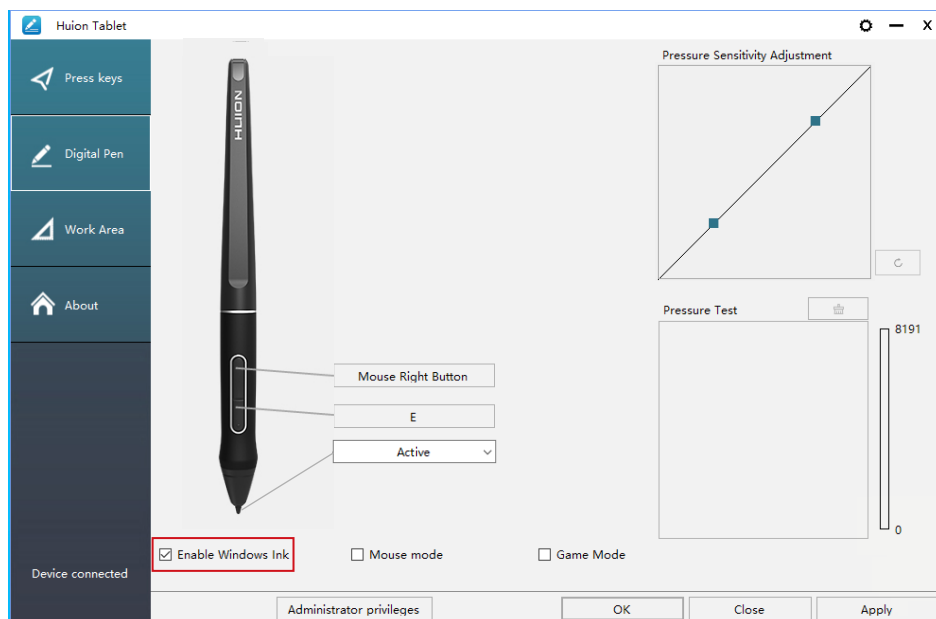 Huion Tablet
X
Press keys
Digital Pen
Work Area
About
Device connected
HUION
Mouse Right Button
E
Active
Enable Windows Ink
Mouse mode
Game Mode
Pressure Sensitivity Adjustment
Pressure Test
8191
0
Administrator privileges
OK
Close
Apply